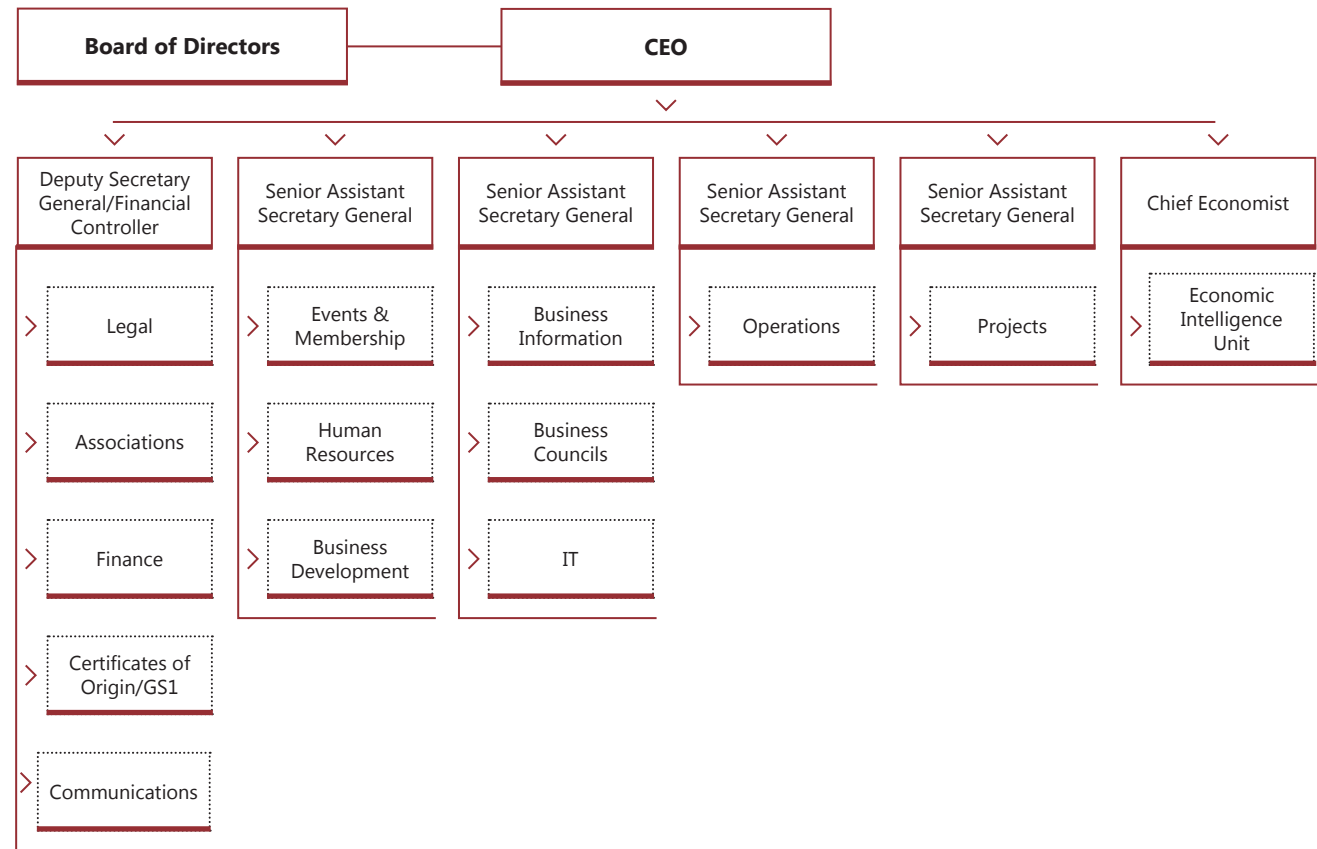 Board of Directors
CEO
Deputy Secretary
General/Financial
Controller
Senior Assistant
Secretary General
Senior Assistant
Secretary General
Senior Assistant
Secretary General
Senior Assistant
Secretary General
Chief Economist
Legal
Events &
Membership
Business
Information
Operations
Projects
Economic
Intelligence
Unit
Associations
Human
Resources
Business
Councils
Finance
Business
Development
IT
Certificates of
Origin/GS1
Communications